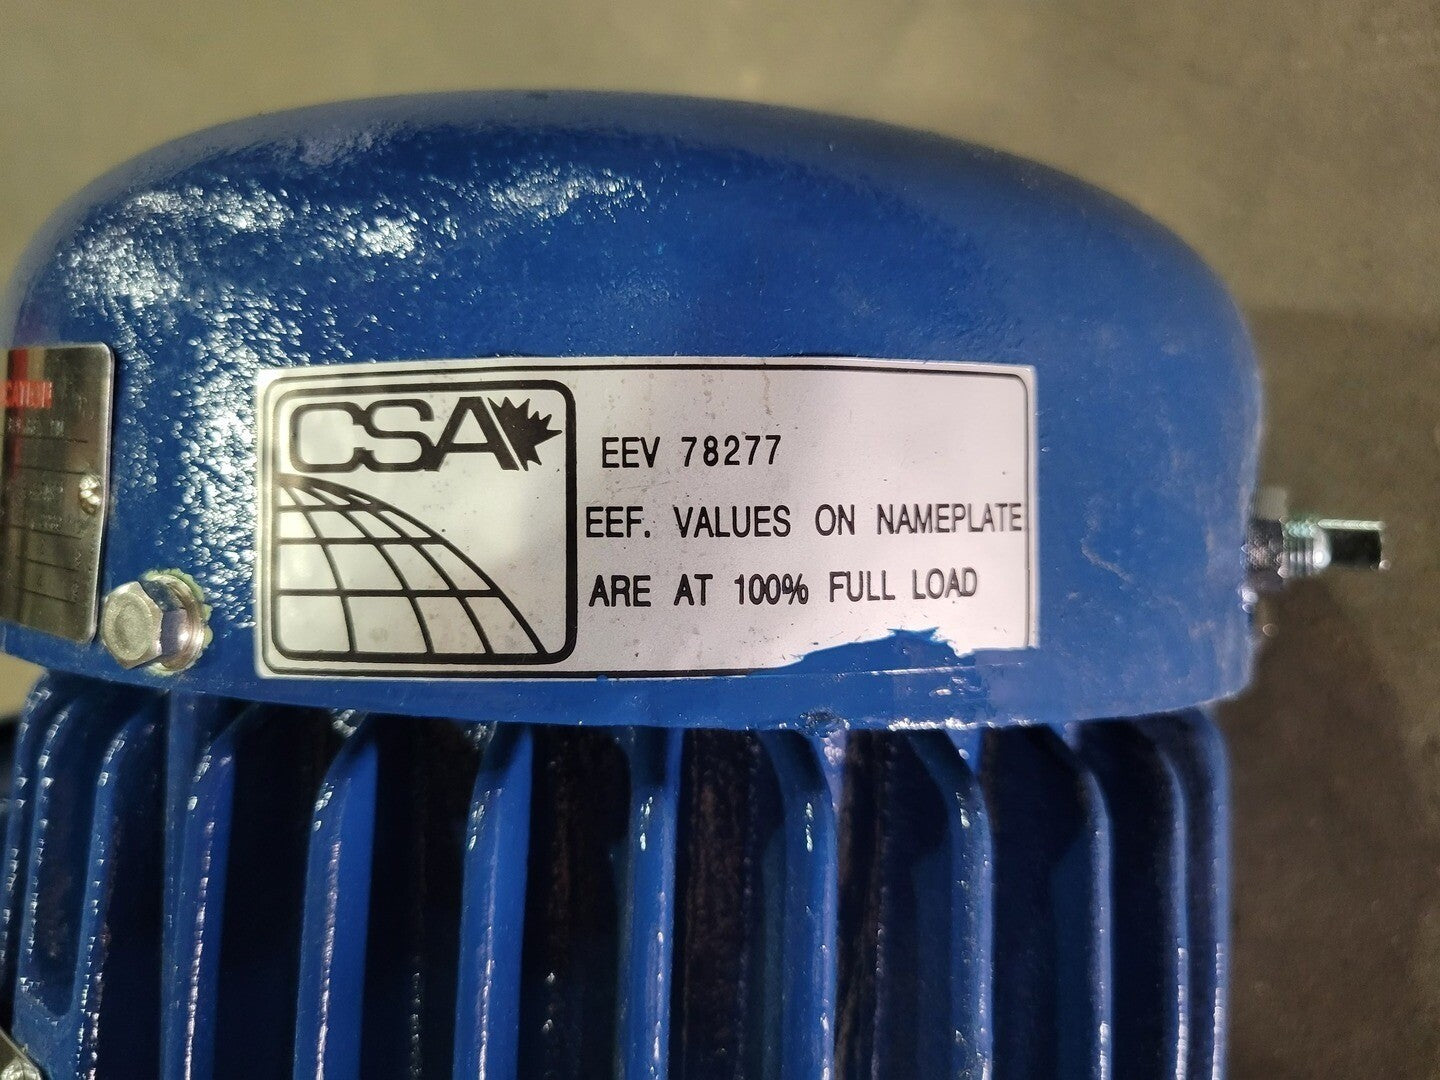 CSA
EEV 78277
EEF. VALUES ON NAMEPLATE
ARE AT 100% FULL LOAD